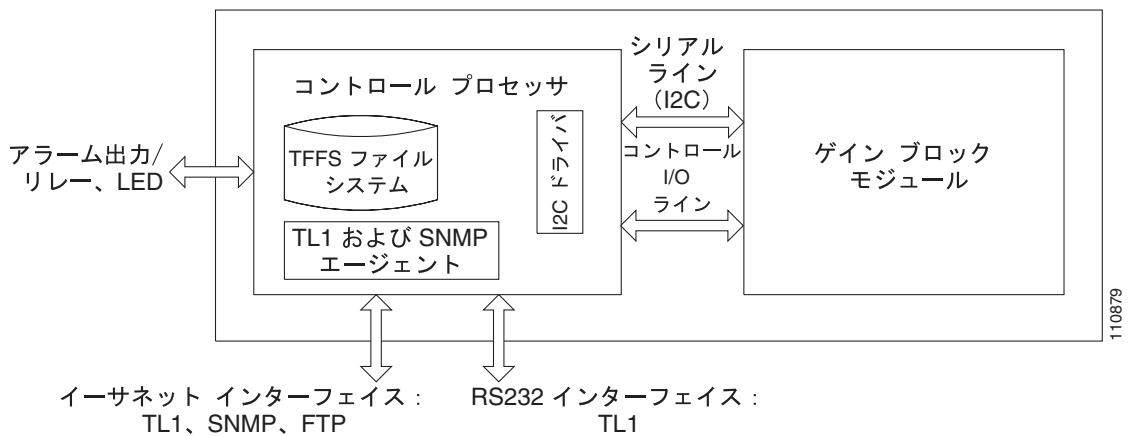 シリアル
ライン
（I2C）
コントロール プロセッサ
アラーム出力/
リレー、LED
TFFS ファイル
システム
I2C ドライバ
コントロール
I/O
ライン
ゲイン ブロック
モジュール
TL1 および SNMP
エージェント
110879
イーサネット インターフェイス :
TL1、SNMP、FTP
RS232 インターフェイス :
TL1